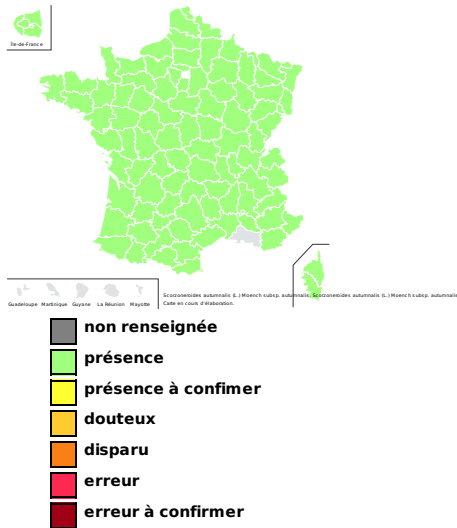 Île-de-France
Guadeloupe Martinique Guyane La Réunion Mayotte
Scorzoneroides autumnalis (L.) Moench subsp. autumnalis, Scorzoneroides autumnalis (L.) Moench subsp. autumnalis
Carte en cours d'élaboration.
non renseignée
présence
présence à confimer
douteux
disparu
erreur
erreur à confirmer